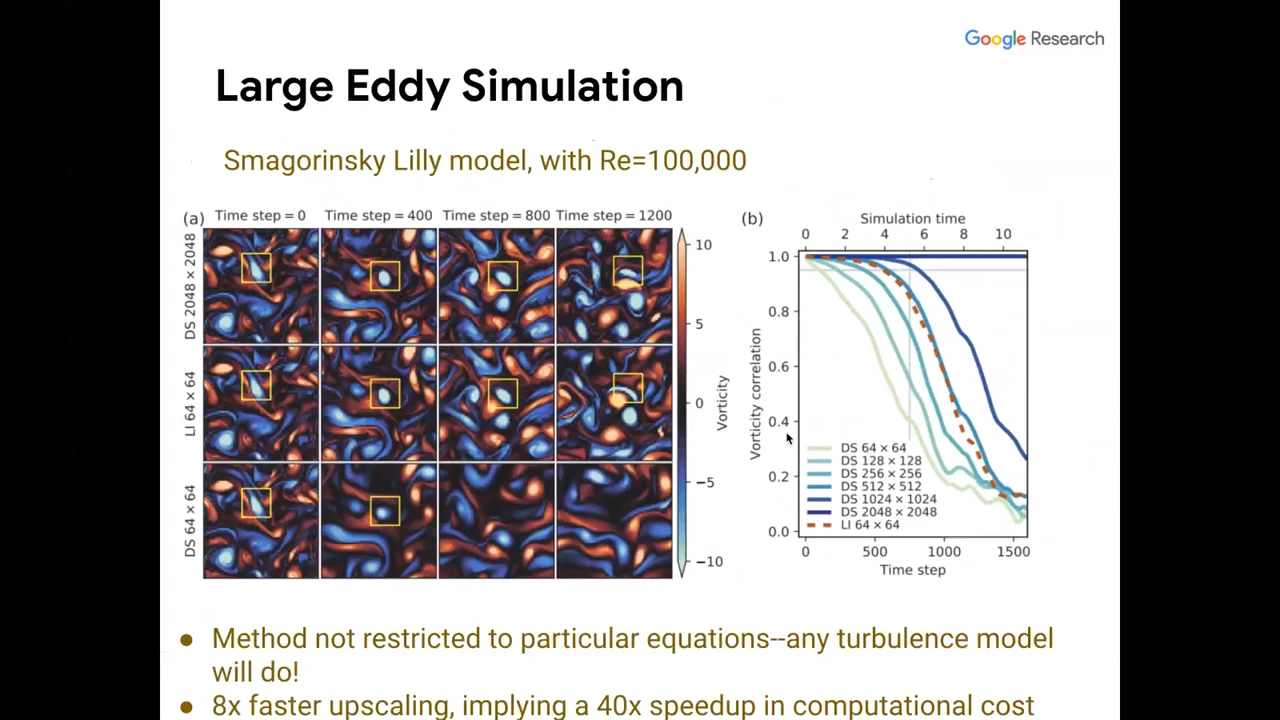 Google Research
Large Eddy Simulation
Smagorinsky Lilly model, with Re=100,000
(a) Time step = 0 Time step = 400 Time step = 800 Time step = 1200
DS 2048 × 2048
LI 64 × 64
DS 64 × 64
10
5
0
−5
−10
Vorticity
(b)
Simulation time
0 2 4 6 8 10
1.0
0.8
0.6
0.4
0.2
0.0
Vorticity correlation
DS 64 × 64
DS 128 × 128
DS 256 × 256
DS 512 × 512
DS 1024 × 1024
DS 2048 × 2048
LI 64 × 64
0 500 1000 1500
Time step
● Method not restricted to particular equations--any turbulence model
will do!
● 8x faster upscaling, implying a 40x speedup in computational cost